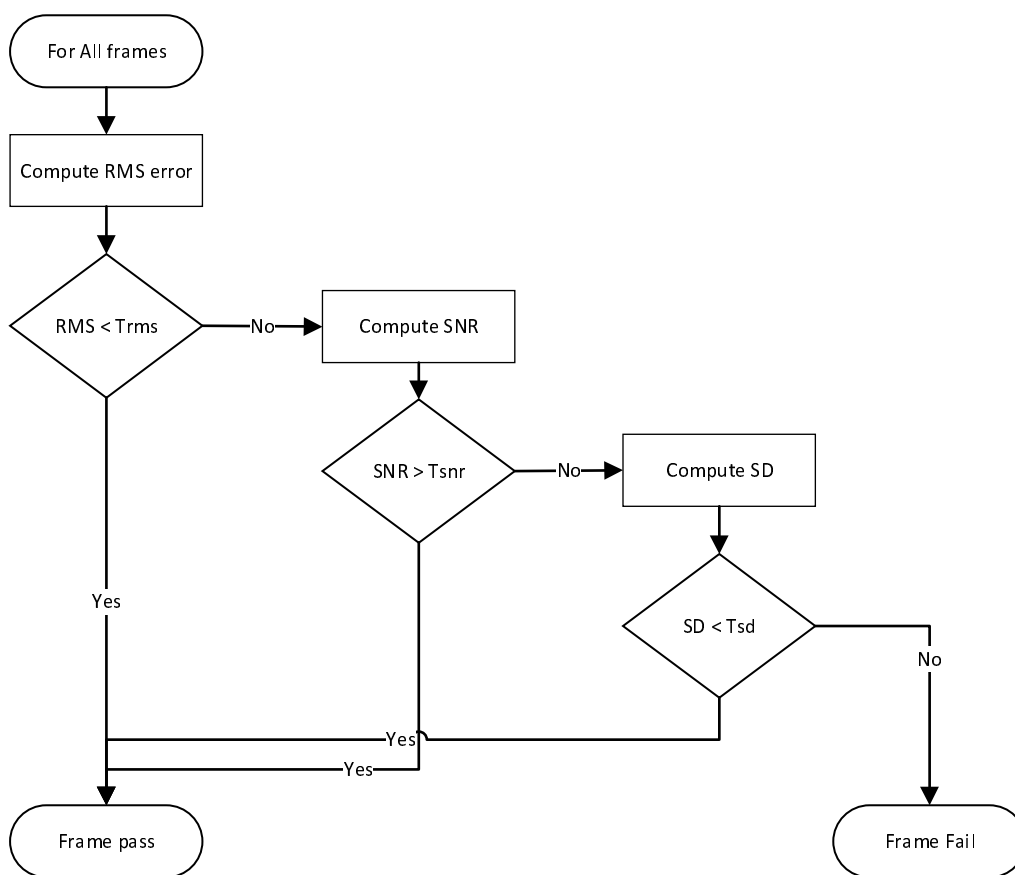 For All frames
Compute RMS error
RMS < Trms
No
Compute SNR
SNR > Tsnr
No
Compute SD
SD < Tsd
Yes
No
Yes
Yes
Frame pass
Frame Fail